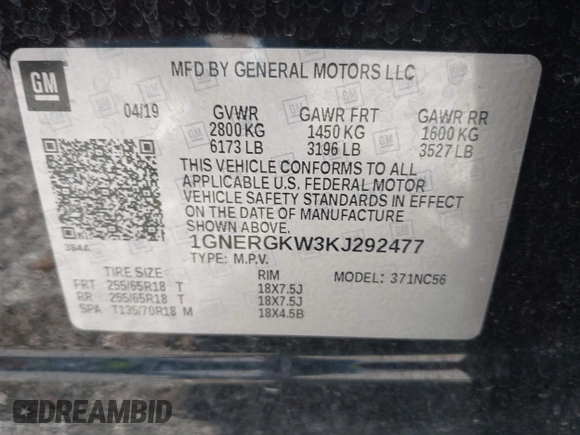 GM
MFD BY GENERAL MOTORS LLC
04/19 GVWR GAWR FRT GAWR RR
2800 KG 1450 KG 1600 KG
6173 LB 3196 LB 3527 LB
THIS VEHICLE CONFORMS TO ALL
APPLICABLE U.S. FEDERAL MOTOR
VEHICLE SAFETY STANDARDS IN EFFECT
ON THE DATE OF MANUFACTURE
SHOWN ABOVE.
384A
1GNERGKW3KJ292477
TYPE: M.P.V. MODEL: 371NC56
TIRE SIZE RIM
FRT 255/65R18 T 18X7.5J
RR 255/65R18 T 18X7.5J
SPA T135/70R18 M 18X4.5B
DREAMBID